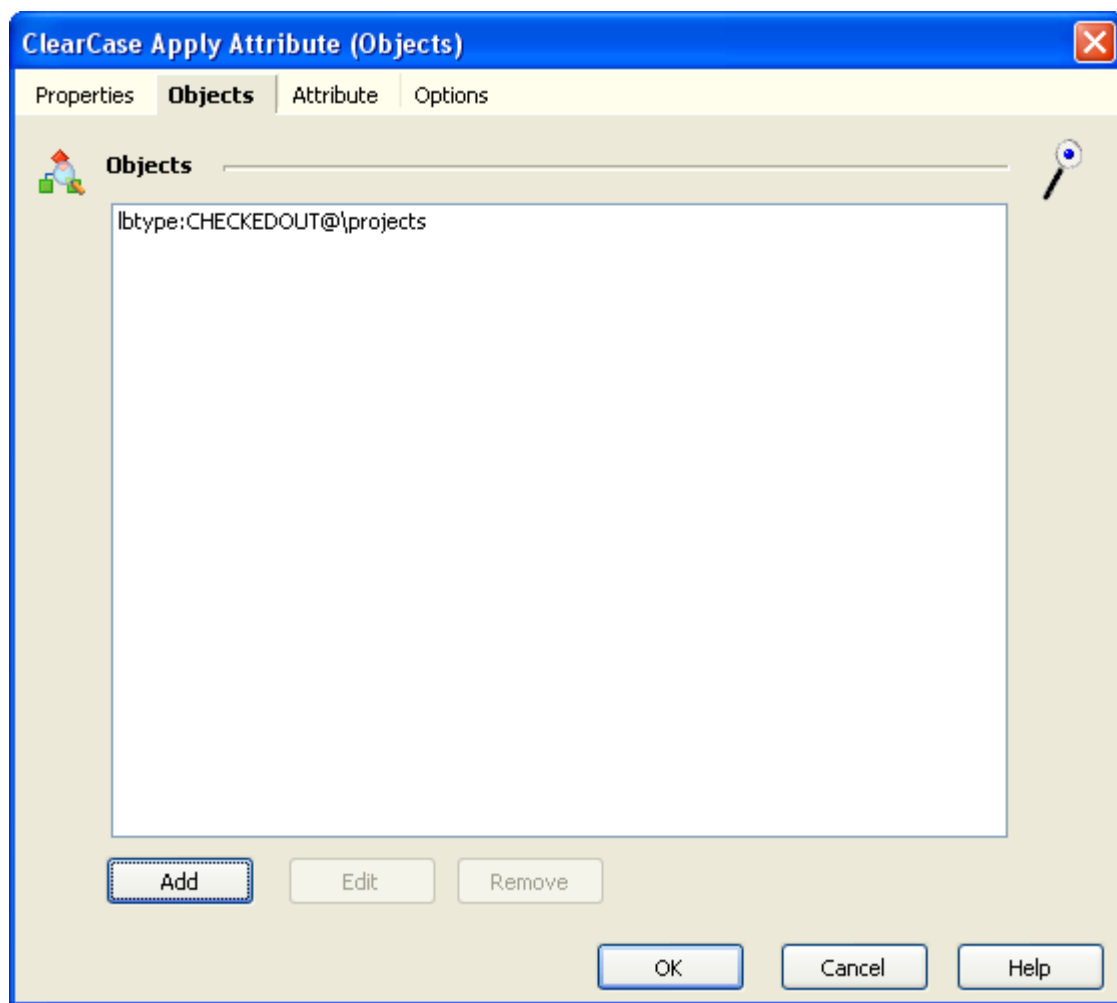 ClearCase Apply Attribute (Objects)
Properties Objects Attribute Options
Objects
lbtype:CHECKEDOUT@\projects
Add Edit Remove
OK Cancel Help